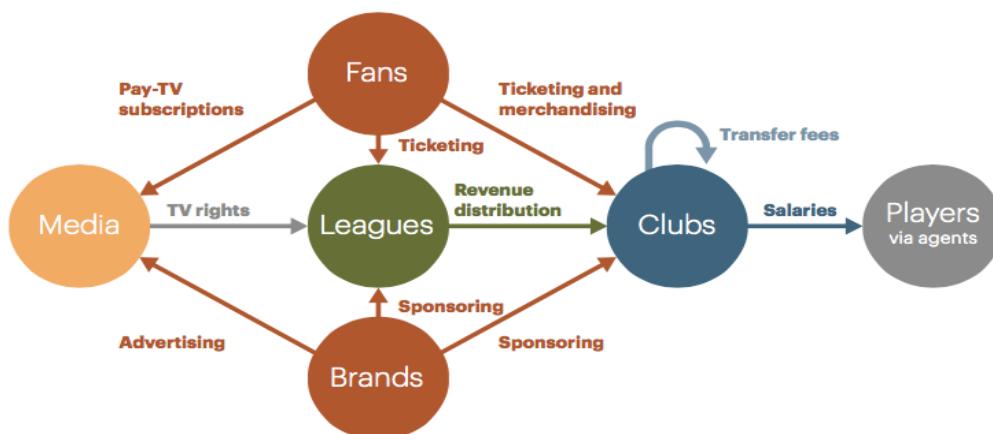 Fans
Pay-TV
subscriptions
Ticketing and
merchandising
Transfer fees
Ticketing
Media
TV rights
Leagues
Revenue
distribution
Clubs
Salaries
Players
via agents
Sponsoring
Advertising
Sponsoring
Brands